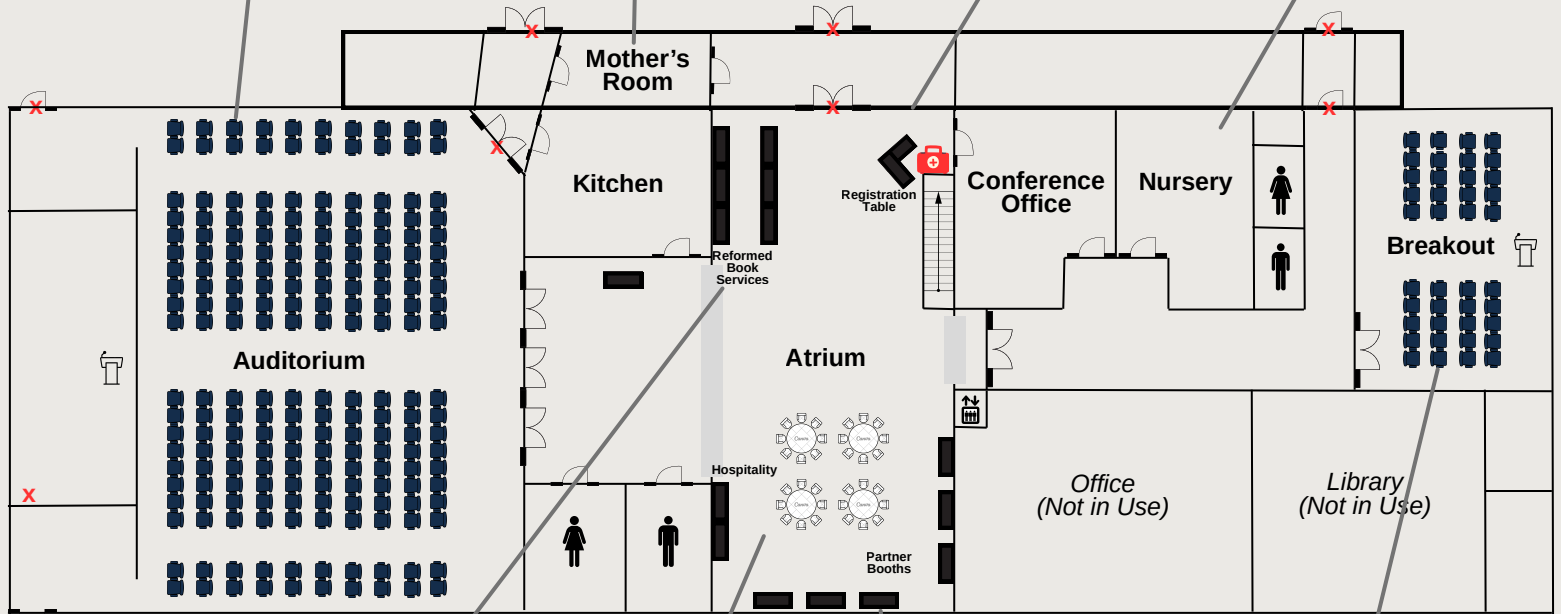 Mother's
Room
Kitchen
Registration
Table
Conference
Office
Nursery
Breakout
Reformed
Book
Services
Auditorium
Atrium
Hospitality
Office
(Not in Use)
Library
(Not in Use)
Partner
Booths
x
x
x
x
x
x
x
x